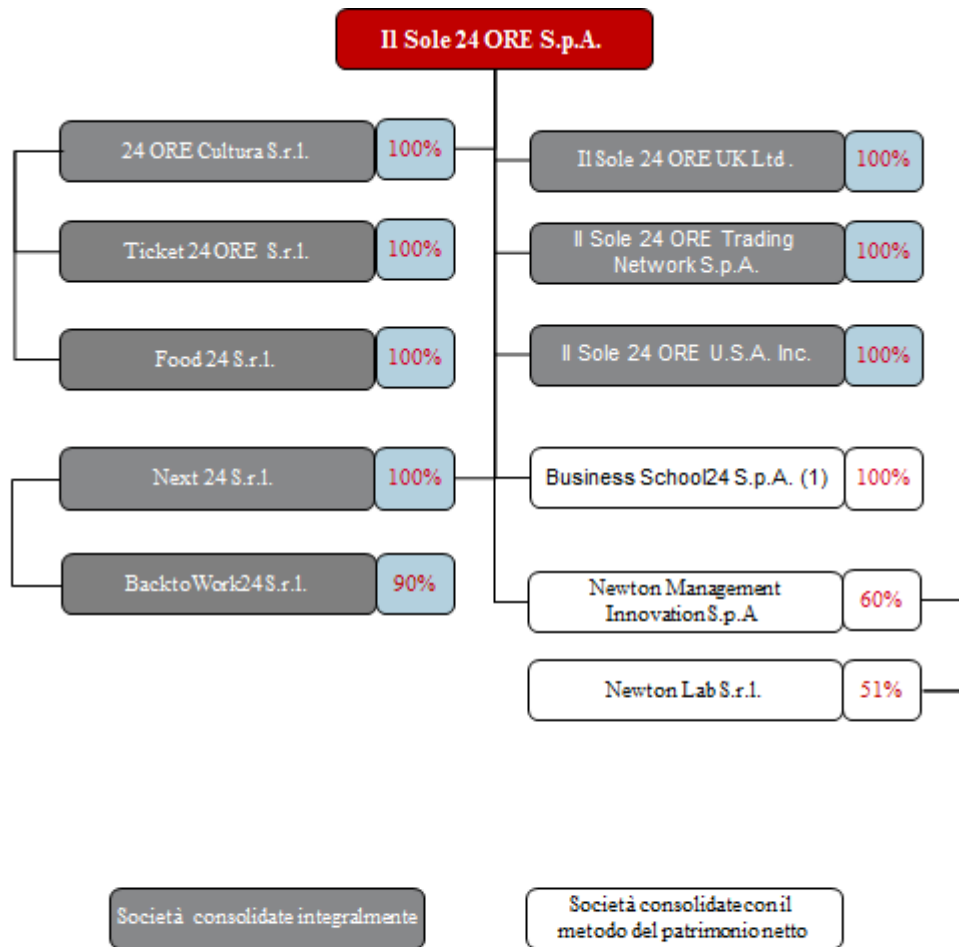 Il Sole 24 ORE S.p.A.
24 ORE Cultura S.r.l.
100%
Ticket 24 ORE S.r.l.
100%
Food 24 S.r.l.
100%
Next 24 S.r.l.
100%
BacktoWork24 S.r.l.
90%
Il Sole 24 ORE UK Ltd .
100%
Il Sole 24 ORE Trading
Network S.p.A.
100%
Il Sole 24 ORE U.S.A. Inc.
100%
Business School24 S.p.A. (1)
100%
Newton Management
Innovation S.p.A
60%
Newton Lab S.r.l.
51%
Società consolidate integralmente
Società consolidate con il
metodo del patrimonio netto